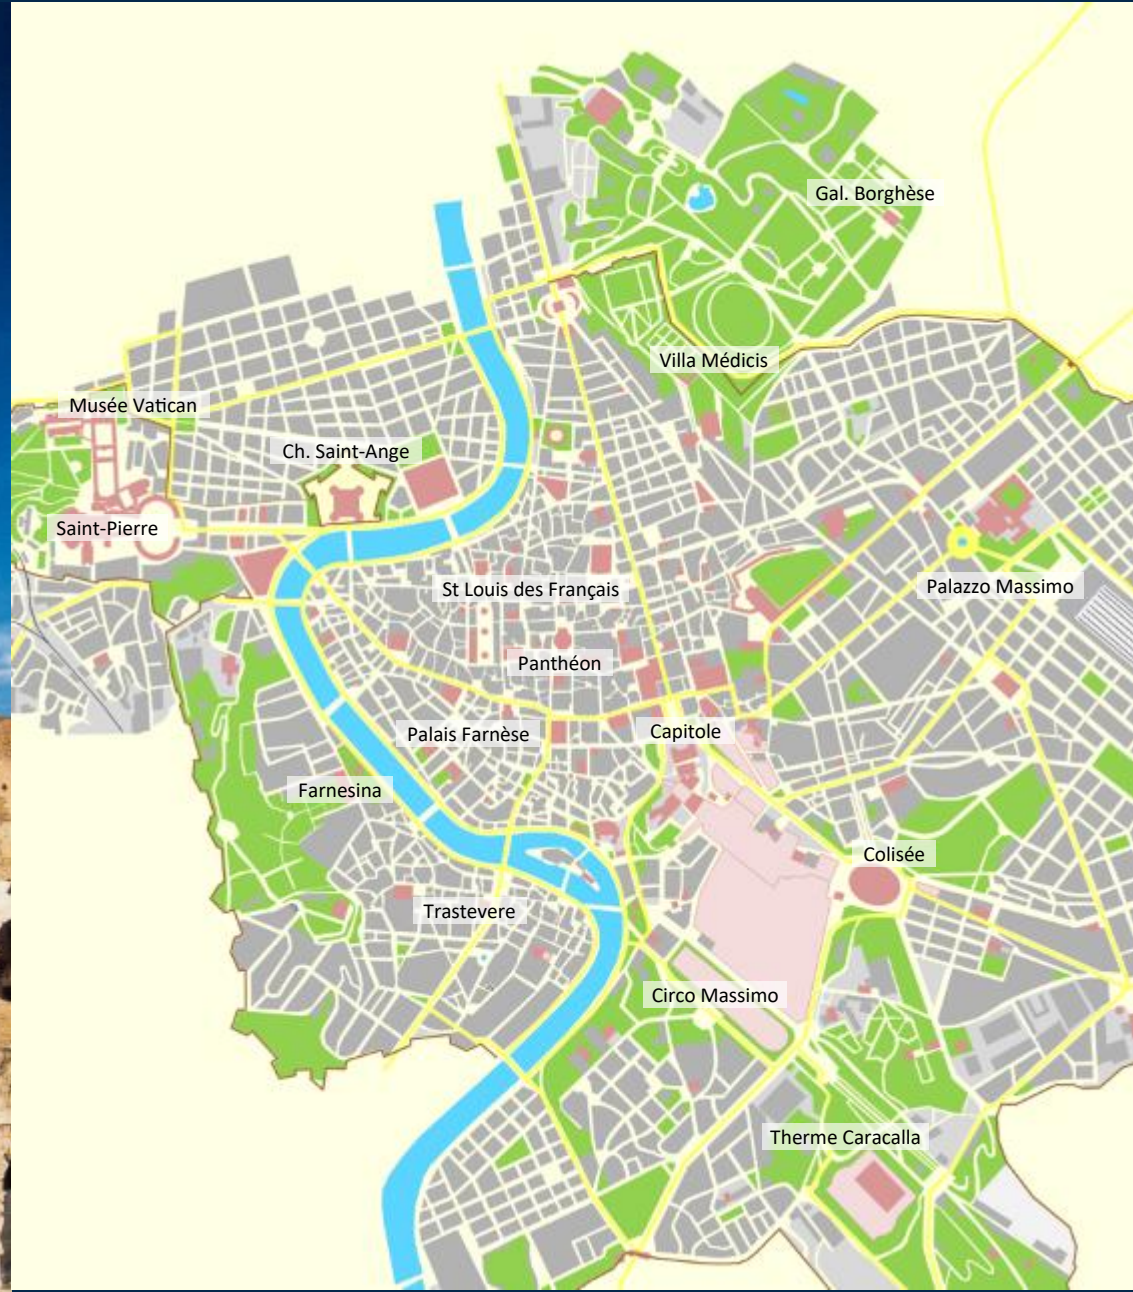 Gal. Borghèse
Villa Médicis
Musée Vatican
Ch. Saint-Ange
Saint-Pierre
St Louis des Français
Palazzo Massimo
Panthéon
Palais Farnèse
Capitole
Farnesina
Colisée
Trastevere
Circo Massimo
Therme Caracalla